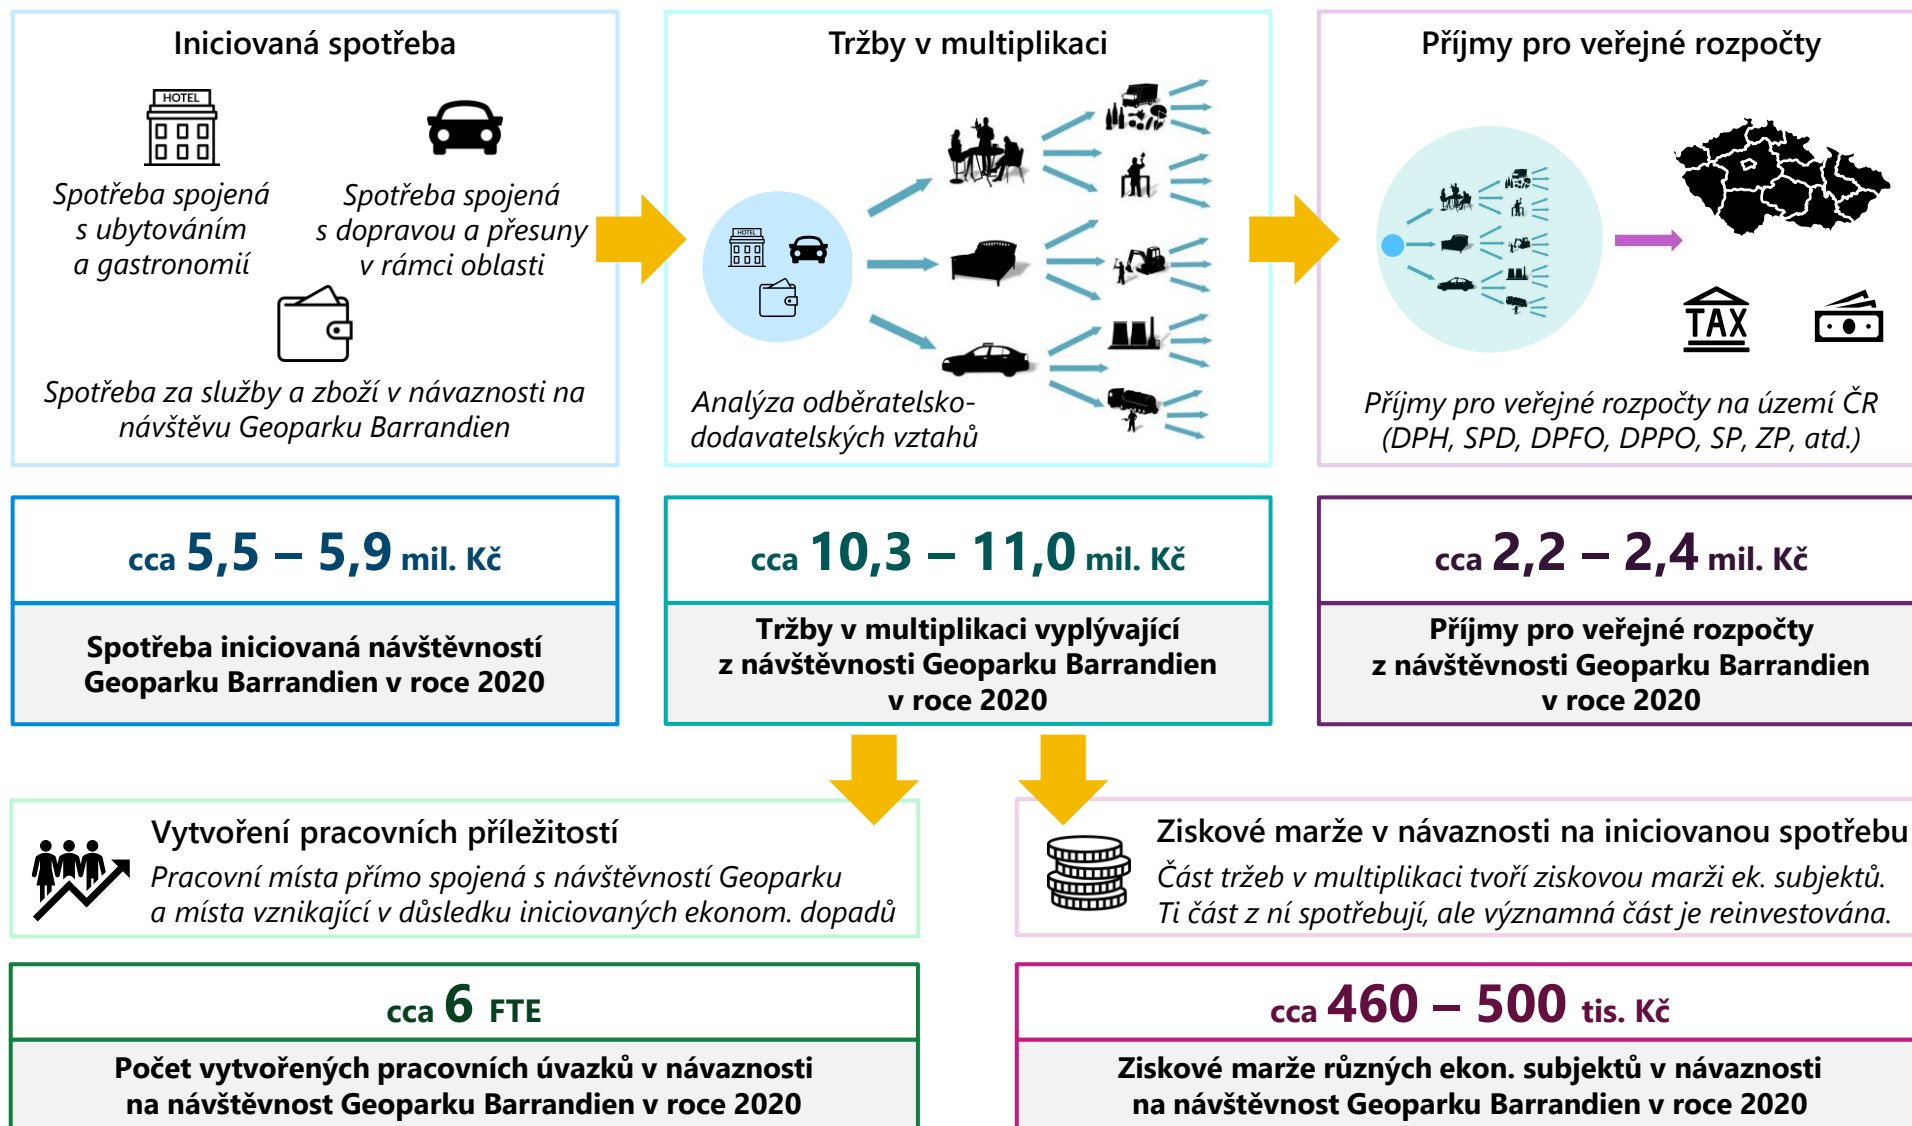 Iniciovaná spotřeba
HOTEL
Spotřeba spojená
s ubytováním
a gastronomií
Spotřeba spojená
s dopravou a přesuny
v rámci oblasti
Spotřeba za služby a zboží v návaznosti na
návštěvu Geoparku Barrandien
Tržby v multiplikaci
HOTEL
Analýza odběratelsko-
dodavatelských vztahů
Příjmy pro veřejné rozpočty
TAX
Příjmy pro veřejné rozpočty na území ČR
(DPH, SPD, DPFO, DPPO, SP, ZP, atd.)
cca 5,5 – 5,9 mil. Kč
Spotřeba iniciovaná návštěvností
Geoparku Barrandien v roce 2020
cca 10,3 – 11,0 mil. Kč
Tržby v multiplikaci vyplývající
z návštěvnosti Geoparku Barrandien
v roce 2020
cca 2,2 – 2,4 mil. Kč
Příjmy pro veřejné rozpočty
z návštěvnosti Geoparku Barrandien
v roce 2020
Vytvoření pracovních příležitostí
Pracovní místa přímo spojená s návštěvností Geoparku
a místa vznikající v důsledku iniciovaných ekonom. dopadů
Ziskové marže v návaznosti na iniciovanou spotřebu
Část tržeb v multiplikaci tvoří ziskovou marži ek. subjektů.
Ti část z ní spotřebují, ale významná část je reinvestována.
cca 6 FTE
Počet vytvořených pracovních úvazků v návaznosti
na návštěvnost Geoparku Barrandien v roce 2020
cca 460 – 500 tis. Kč
Ziskové marže různých ekon. subjektů v návaznosti
na návštěvnost Geoparku Barrandien v roce 2020